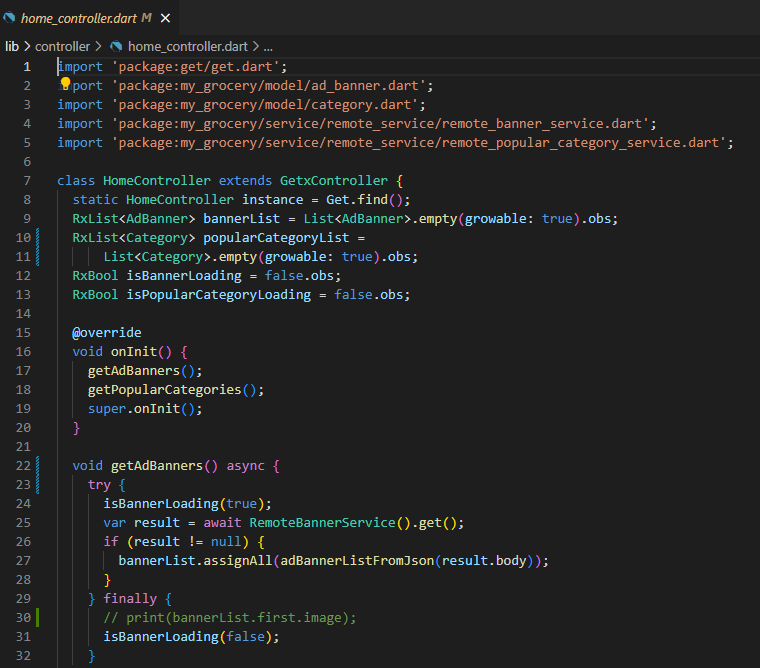 home_controller.dart M ×
lib > controller > home_controller.dart > ...
1 import 'package:get/get.dart';
2 import 'package:my_grocery/model/ad_banner.dart';
3 import 'package:my_grocery/model/category.dart';
4 import 'package:my_grocery/service/remote_service/remote_banner_service.dart';
5 import 'package:my_grocery/service/remote_service/remote_popular_category_service.dart';
6
7 class HomeController extends GetxController {
8   static HomeController instance = Get.find();
9   RxList<AdBanner> bannerList = List<AdBanner>.empty(growable: true).obs;
10   RxList<Category> popularCategoryList =
11       List<Category>.empty(growable: true).obs;
12   RxBool isBannerLoading = false.obs;
13   RxBool isPopularCategoryLoading = false.obs;
14
15   @override
16   void onInit() {
17     getAdBanners();
18     getPopularCategories();
19     super.onInit();
20   }
21
22   void getAdBanners() async {
23     try {
24       isBannerLoading(true);
25       var result = await RemoteBannerService().get();
26       if (result != null) {
27         bannerList.assignAll(adBannerListFromJson(result.body));
28       }
29     } finally {
30       // print(bannerList.first.image);
31       isBannerLoading(false);
32     }